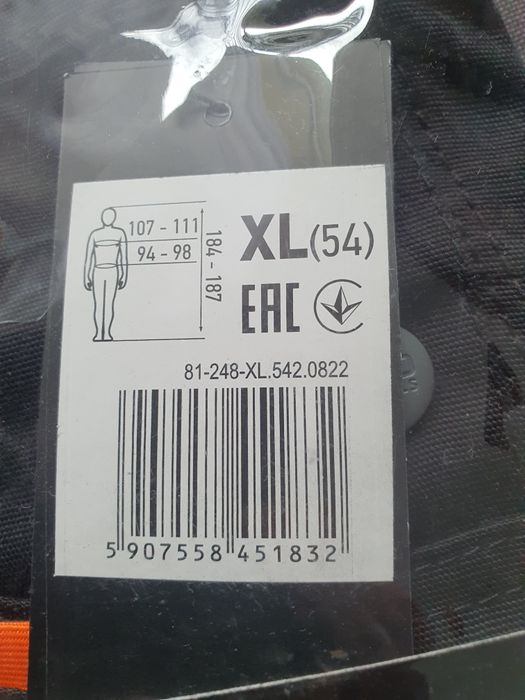 107 - 111
94 - 98
184 - 187
XL(54)
EAC
81-248-XL.542.0822
5 907558 451832